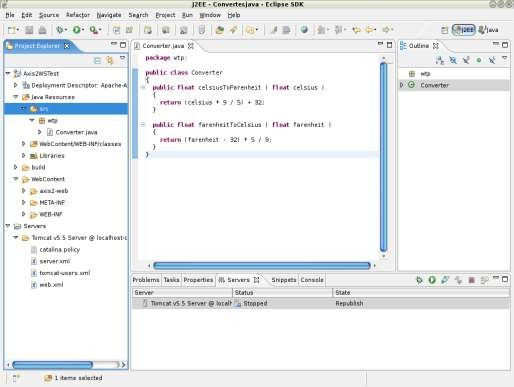 J2EE - Converter.java - Eclipse SDK
File Edit Source Refactor Navigate Search Project Run Window Help
J2EE Java
Project Explorer
Axis2WSTest
Deployment Descriptor: Apache-A
Java Resources
src
wtp
Converter.java
WebContent/WEB-INF/classes
Libraries
build
WebContent
axis2-web
META-INF
WEB-INF
Servers
Tomcat v5.5 Server @ localhost-c
catalina.policy
server.xml
tomcat-users.xml
web.xml
Converter.java
package wtp;
public class Converter
{
public float celsiusToFarenheit ( float celsius )
{
return (celsius * 9 / 5) + 32;
}
public float farenheitToCelsius ( float farenheit )
{
return (farenheit - 32) * 5 / 9;
}
}
Outline
wtp
Converter
Problems Tasks Properties Servers Snippets Console
Server Status State
Tomcat v5.5 Server @ localh Stopped Republish
1 items selected